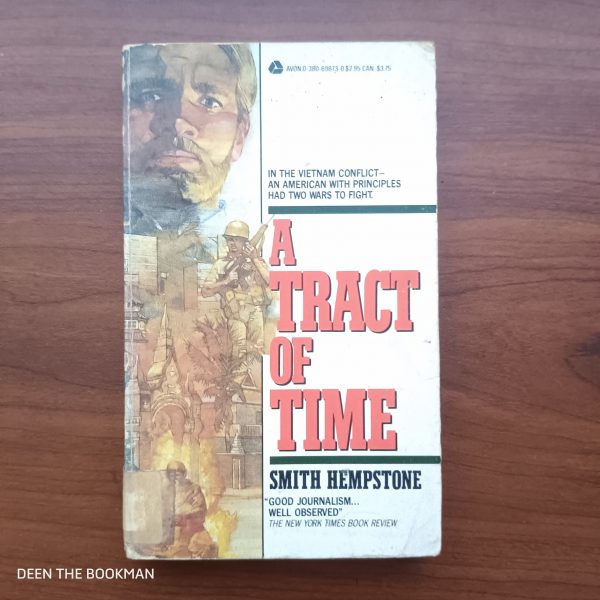 AVON 0-380-69873-0 $2.95 CAN. $3.75
IN THE VIETNAM CONFLICT—
AN AMERICAN WITH PRINCIPLES
HAD TWO WARS TO FIGHT.
A
TRACT
OF
TIME
SMITH HEMPSTONE
"GOOD JOURNALISM...
WELL OBSERVED"
THE NEW YORK TIMES BOOK REVIEW
DEEN THE BOOKMAN